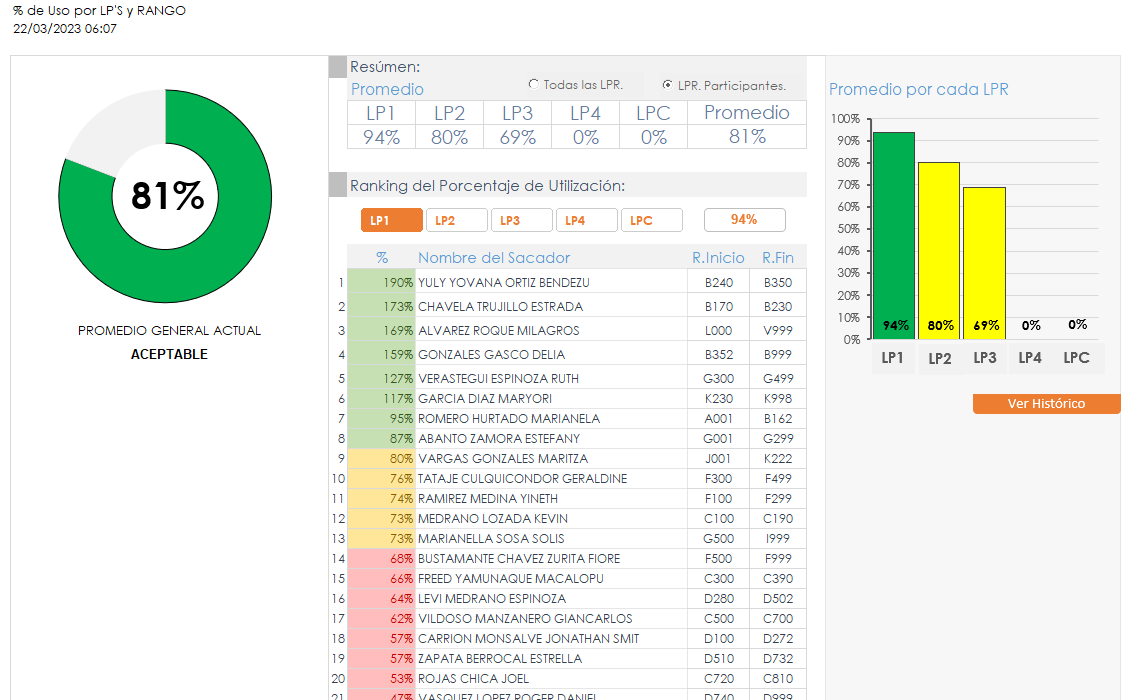 % de Uso por LP'S y RANGO
22/03/2023 06:07
81%
PROMEDIO GENERAL ACTUAL
ACEPTABLE
Resúmen:
Promedio
Todas las LPR.
LPR. Participantes.
LP1 LP2 LP3 LP4 LPC Promedio
94% 80% 69% 0% 0% 81%
Ranking del Porcentaje de Utilización:
LP1 LP2 LP3 LP4 LPC 94%
% Nombre del Sacador R.Inicio R.Fin
1 190% YULY YOVANA ORTIZ BENDEZU B240 B350
2 173% CHAVELA TRUJILLO ESTRADA B170 B230
3 169% ALVAREZ ROQUE MILAGROS L000 V999
4 159% GONZALES GASCO DELIA B352 B999
5 127% VERASTEGUI ESPINOZA RUTH G300 G499
6 117% GARCIA DIAZ MARYORI K230 K998
7 95% ROMERO HURTADO MARIANELA A001 B162
8 87% ABANTO ZAMORA ESTEFANY G001 G299
9 80% VARGAS GONZALES MARITZA J001 K222
10 76% TATAJE CULQUICONDOR GERALDINE F300 F499
11 74% RAMIREZ MEDINA YINETH F100 F299
12 73% MEDRANO LOZADA KEVIN C100 C190
13 73% MARIANELLA SOSA SOLIS G500 I999
14 68% BUSTAMANTE CHAVEZ ZURITA FIORE F500 F999
15 66% FREED YAMUNAQUE MACALOPU C300 C390
16 64% LEVI MEDRANO ESPINOZA D280 D502
17 62% VILDOSO MANZANERO GIANCARLOS C500 C700
18 57% CARRION MONSALVE JONATHAN SMIT D100 D272
19 57% ZAPATA BERROCAL ESTRELLA D510 D732
20 53% ROJAS CHICA JOEL C720 C810
21 47% VASQUEZ LOPEZ ROGER DANIEL D740 D999
Promedio por cada LPR
100%
90%
80%
70%
60%
50%
40%
30%
20%
10%
0%
94% 80% 69% 0% 0%
LP1 LP2 LP3 LP4 LPC
Ver Histórico